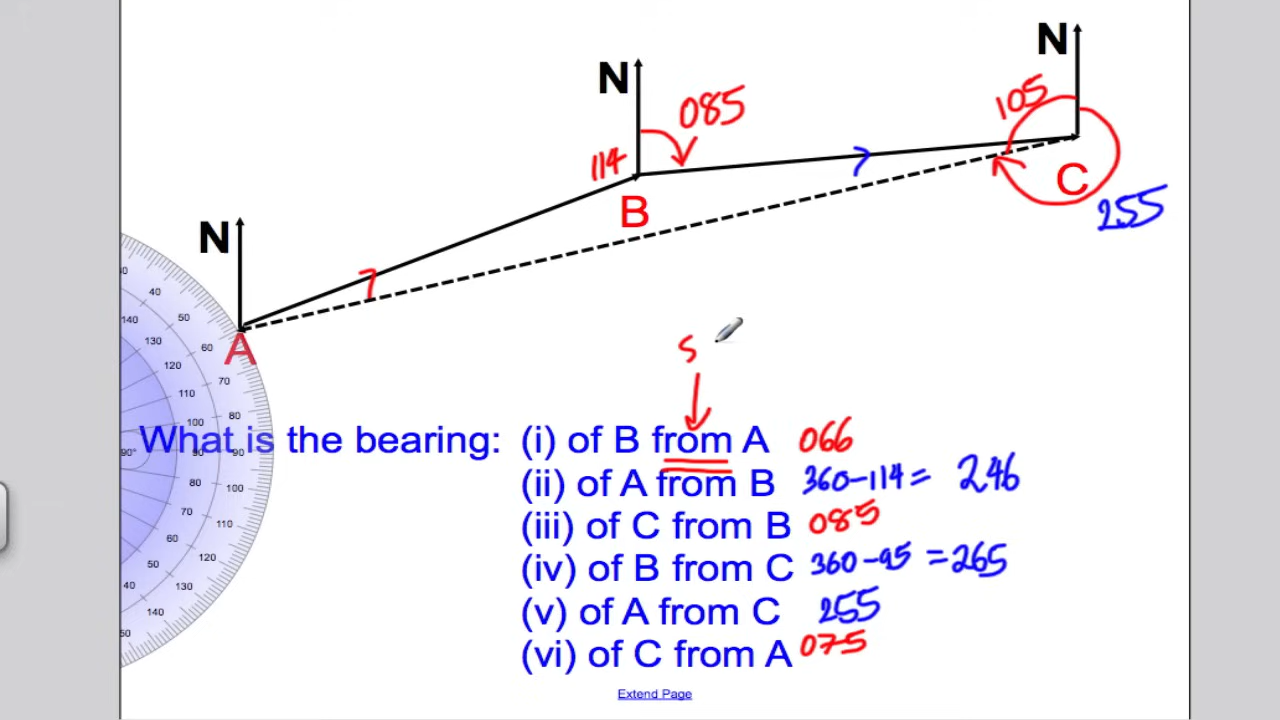 N
N
085
105
114
B
C
255
N
A
S
What is the bearing: (i) of B from A 066
(ii) of A from B 360-114 = 246
(iii) of C from B 085
(iv) of B from C 360-95 = 265
(v) of A from C 255
(vi) of C from A 075
Extend Page